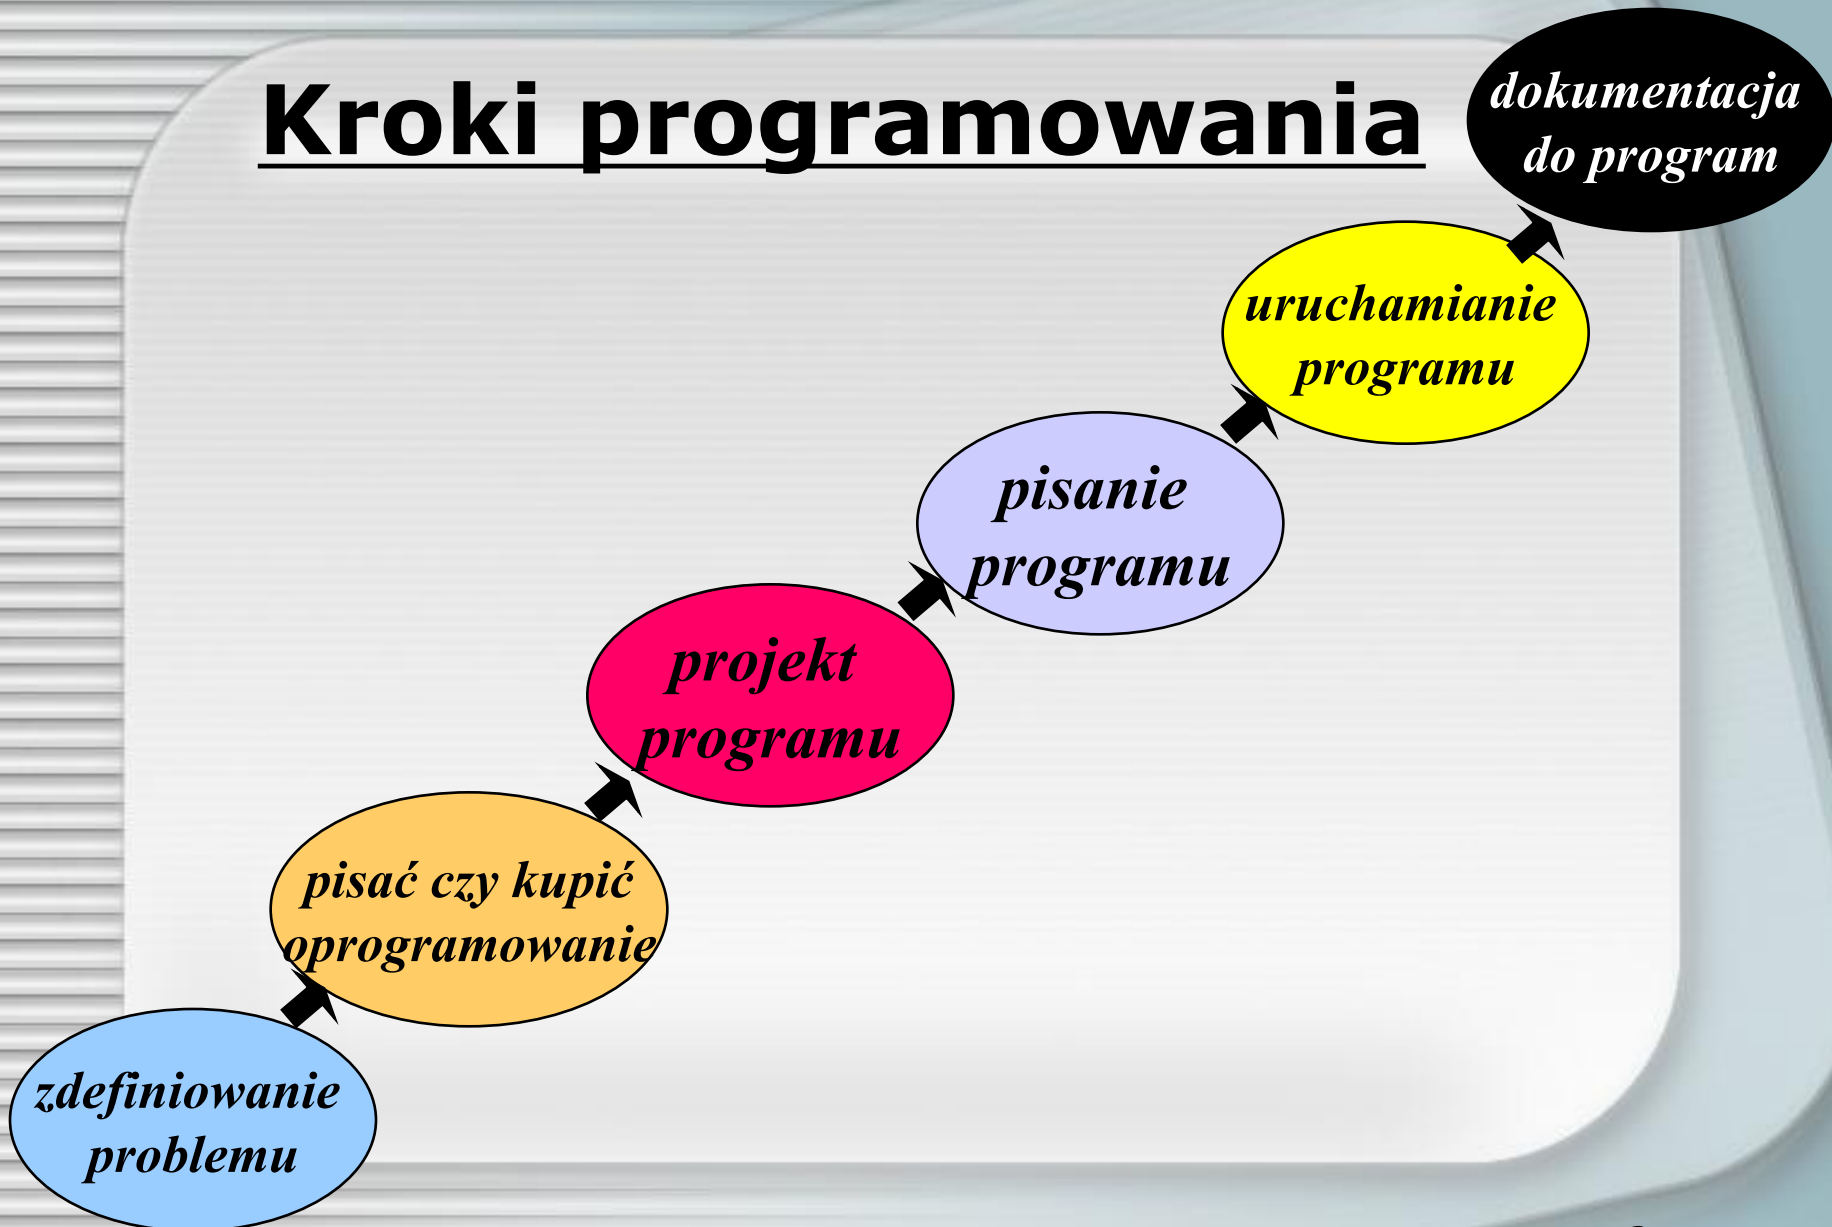 Kroki programowania
dokumentacja
do program
uruchamianie
programu
pisanie
programu
projekt
programu
pisać czy kupić
oprogramowanie
zdefiniowanie
problemu